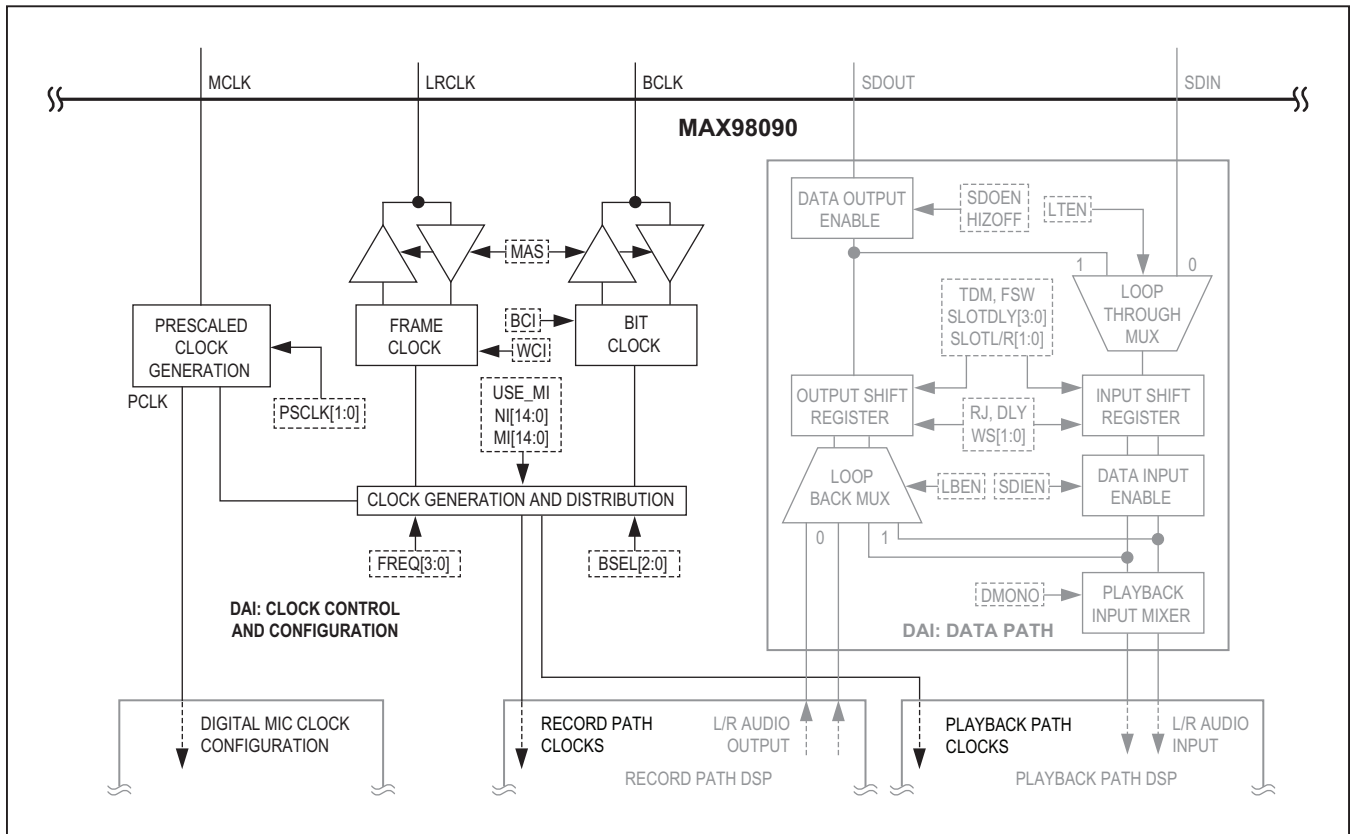 MCLK
LRCLK
BCLK
SDOUT
SDIN
MAX98090
DATA OUTPUT
ENABLE
SDOEN
HIZOFF
LTEN
MAS
1
0
LOOP
THROUGH
MUX
TDM, FSW
SLOTDLY[3:0]
SLOTL/R[1:0]
PRESCALED
CLOCK
GENERATION
FRAME
CLOCK
BCI
WCI
BIT
CLOCK
PCLK
PSCLK[1:0]
USE_MI
NI[14:0]
MI[14:0]
OUTPUT SHIFT
REGISTER
RJ, DLY
WS[1:0]
INPUT SHIFT
REGISTER
LOOP
BACK MUX
LBEN
SDIEN
DATA INPUT
ENABLE
CLOCK GENERATION AND DISTRIBUTION
0
1
FREQ[3:0]
BSEL[2:0]
DMONO
PLAYBACK
INPUT MIXER
DAI: CLOCK CONTROL
AND CONFIGURATION
DAI: DATA PATH
DIGITAL MIC CLOCK
CONFIGURATION
RECORD PATH
CLOCKS
L/R AUDIO
OUTPUT
RECORD PATH DSP
PLAYBACK PATH
CLOCKS
L/R AUDIO
INPUT
PLAYBACK PATH DSP